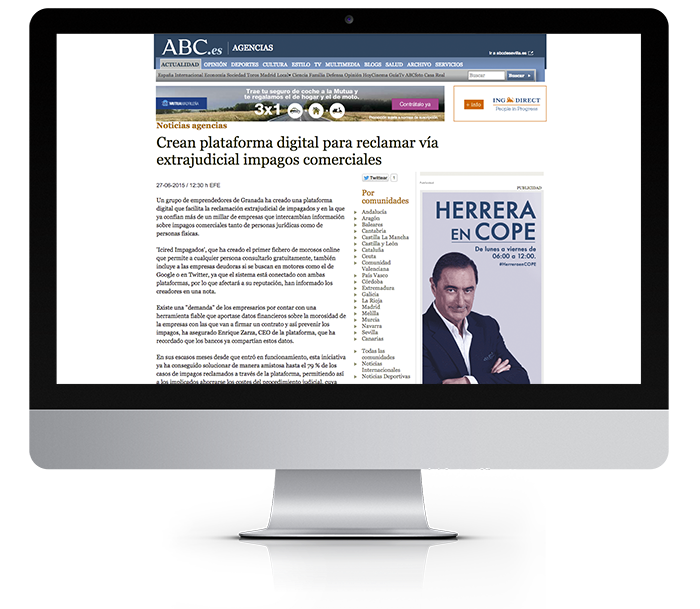 ABC.es AGENCIAS
Ir a abcdesevilla.es
ACTUALIDAD OPINIÓN DEPORTES CULTURA ESTILO TV MULTIMEDIA BLOGS SALUD ARCHIVO SERVICIOS
España Internacional Economía Sociedad Toros Madrid Local Ciencia Familia Defensa Opinión HoyCinema GuíaTv ABCfoto Casa Real
Buscar Buscar
MUTUA MADRILEÑA
Trae tu seguro de coche a la Mutua y
te regalamos el de hogar y el de moto.
3x1
Contrátalo ya
+ info
ING DIRECT
People in Progress
Noticias agencias
Crean plataforma digital para reclamar vía
extrajudicial impagos comerciales
27-06-2015 / 12:30 h EFE
Un grupo de emprendedores de Granada ha creado una plataforma
digital que facilita la reclamación extrajudicial de impagados y en la que
ya confían más de un millar de empresas que intercambian información
sobre impagos comerciales tanto de personas jurídicas como de
personas físicas.
'Icired Impagados', que ha creado el primer fichero de morosos online
que permite a cualquier persona consultarlo gratuitamente, también
incluye a las empresas deudoras si se buscan en motores como el de
Google o en Twitter, ya que el sistema está conectado con ambas
plataformas, por lo que afectará a su reputación, han informado los
creadores en una nota.
Existe una "demanda" de los empresarios por contar con una
herramienta fiable que aportase datos financieros sobre la morosidad de
la empresa con las que van a firmar un contrato y así prevenir los
impagos, ha asegurado Enrique Zarza, CEO de la plataforma, que ha
recordado que los bancos ya compartían estos datos.
En sus escasos meses desde que entró en funcionamiento, esta iniciativa
ya ha conseguido solucionar de manera amistosa hasta el 79 % de los
casos de impagos reclamados a través de la plataforma, permitiendo así
a los implicados ahorrarse los costes del procedimiento judicial, cuya
Twittear 1
Por
comunidades
Andalucía
Aragón
Baleares
Cantabria
Castilla La Mancha
Castilla y León
Cataluña
Ceuta
Comunidad
Valenciana
País Vasco
Córdoba
Extremadura
Galicia
La Rioja
Madrid
Melilla
Murcia
Navarra
Sevilla
Canarias
Todas las
comunidades
Noticias
Internacionales
Noticias Deportivas
PUBLICIDAD
HERRERA
EN COPE
De lunes a viernes de
06:00 a 12:00.
#HerreraenCOPE